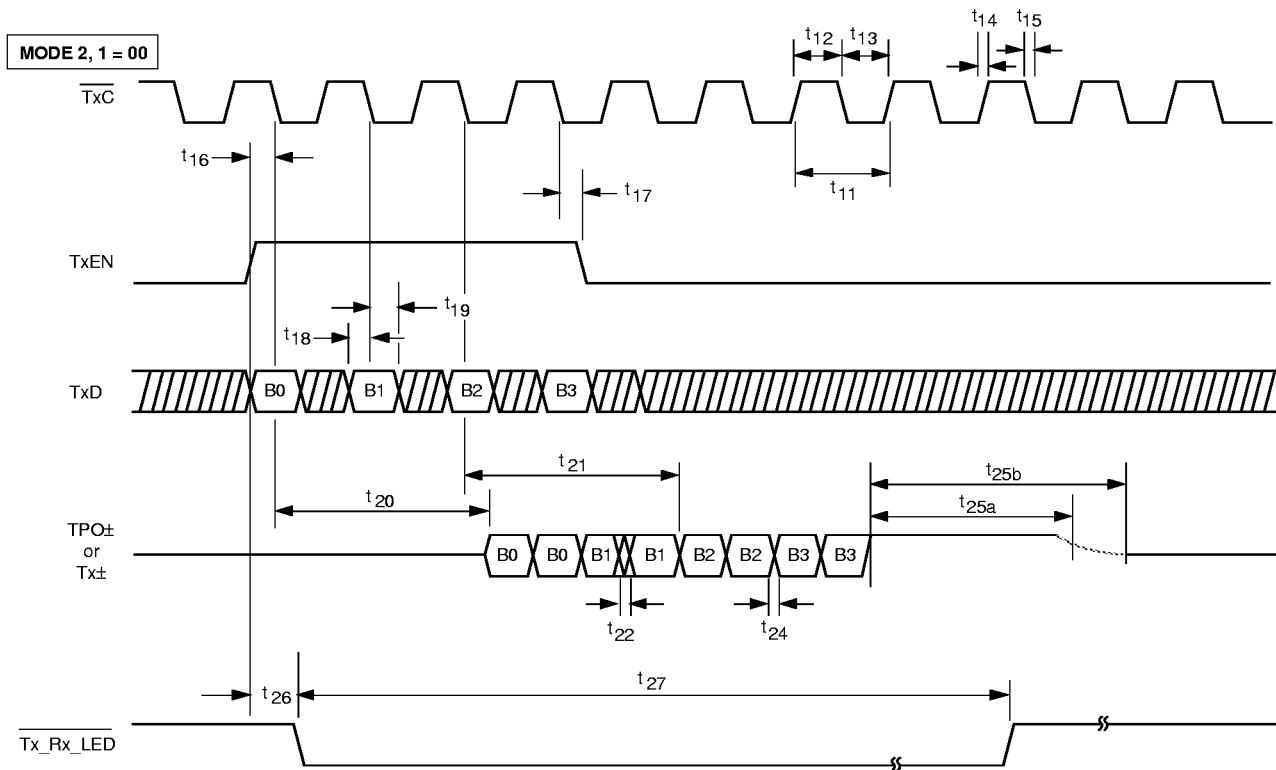 MODE 2, 1 = 00
t12 t13 t14 t15
TxC
t16
t11
t17
TxEN
t19
t18
TxD
B0 B1 B2 B3
t21
t25b
t20
t25a
TPO±
or
Tx±
B0 B0 B1 B1 B2 B2 B3 B3
t22 t24
t26 t27
Tx_Rx_LED